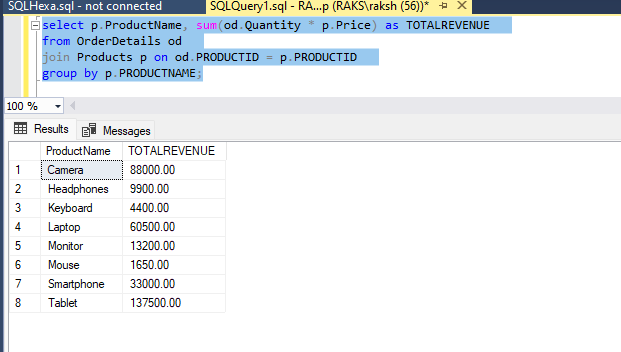 SQLHexa.sql - not connected
SQLQuery1.sql - RA...p (RAKS\raksh (56))*
select p.ProductName, sum(od.Quantity * p.Price) as TOTALREVENUE
from OrderDetails od
join Products p on od.PRODUCTID = p.PRODUCTID
group by p.PRODUCTNAME;
100 %
Results Messages
ProductName TOTALREVENUE
1 Camera 88000.00
2 Headphones 9900.00
3 Keyboard 4400.00
4 Laptop 60500.00
5 Monitor 13200.00
6 Mouse 1650.00
7 Smartphone 33000.00
8 Tablet 137500.00